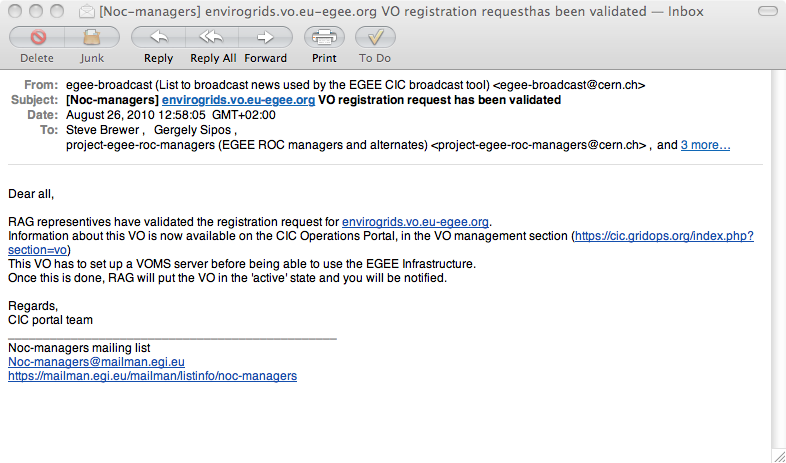 [Noc-managers] envirogrids.vo.eu-egee.org VO registration requesthas been validated — Inbox
Delete Junk Reply Reply All Forward Print To Do
From: egee-broadcast (List to broadcast news used by the EGEE CIC broadcast tool) <egee-broadcast@cern.ch>
Subject: [Noc-managers] envirogrids.vo.eu-egee.org VO registration request has been validated
Date: August 26, 2010 12:58:05 GMT+02:00
To: Steve Brewer , Gergely Sipos ,
project-egee-roc-managers (EGEE ROC managers and alternates) <project-egee-roc-managers@cern.ch> , and 3 more…
Dear all,
RAG representives have validated the registration request for envirogrids.vo.eu-egee.org.
Information about this VO is now available on the CIC Operations Portal, in the VO management section (https://cic.gridops.org/index.php?
section=vo)
This VO has to set up a VOMS server before being able to use the EGEE Infrastructure.
Once this is done, RAG will put the VO in the 'active' state and you will be notified.
Regards,
CIC portal team
Noc-managers mailing list
Noc-managers@mailman.egi.eu
https://mailman.egi.eu/mailman/listinfo/noc-managers